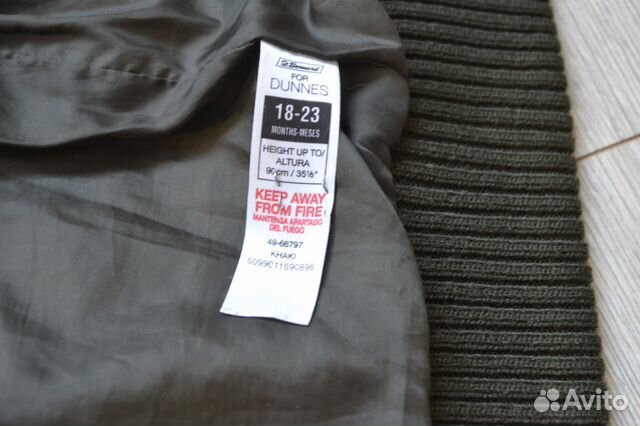 St. Bernard
FOR
DUNNES
18-23
MONTHS-MESES
HEIGHT UP TO/
ALTURA
90cm / 35½"
KEEP AWAY
FROM FIRE
MANTENGA APARTADO
DEL FUEGO
49-66797
KHAKI
5099C11590896
Avito